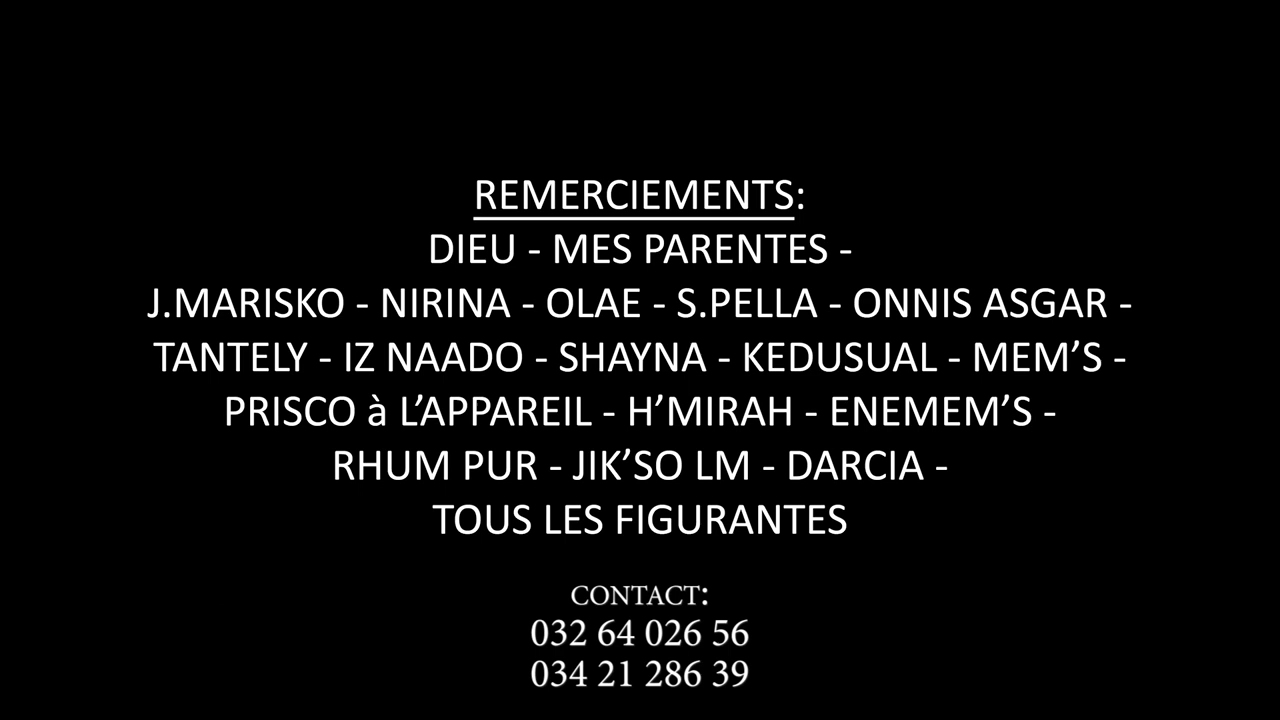 REMERCIEMENTS:
DIEU - MES PARENTES -
J.MARISKO - NIRINA - OLAE - S.PELLA - ONNIS ASGAR -
TANTELY - IZ NAADO - SHAYNA - KEDUSUAL - MEM’S -
PRISCO à L’APPAREIL - H’MIRAH - ENEMEM’S -
RHUM PUR - JIK’SO LM - DARCIA -
TOUS LES FIGURANTES
CONTACT:
032 64 026 56
034 21 286 39